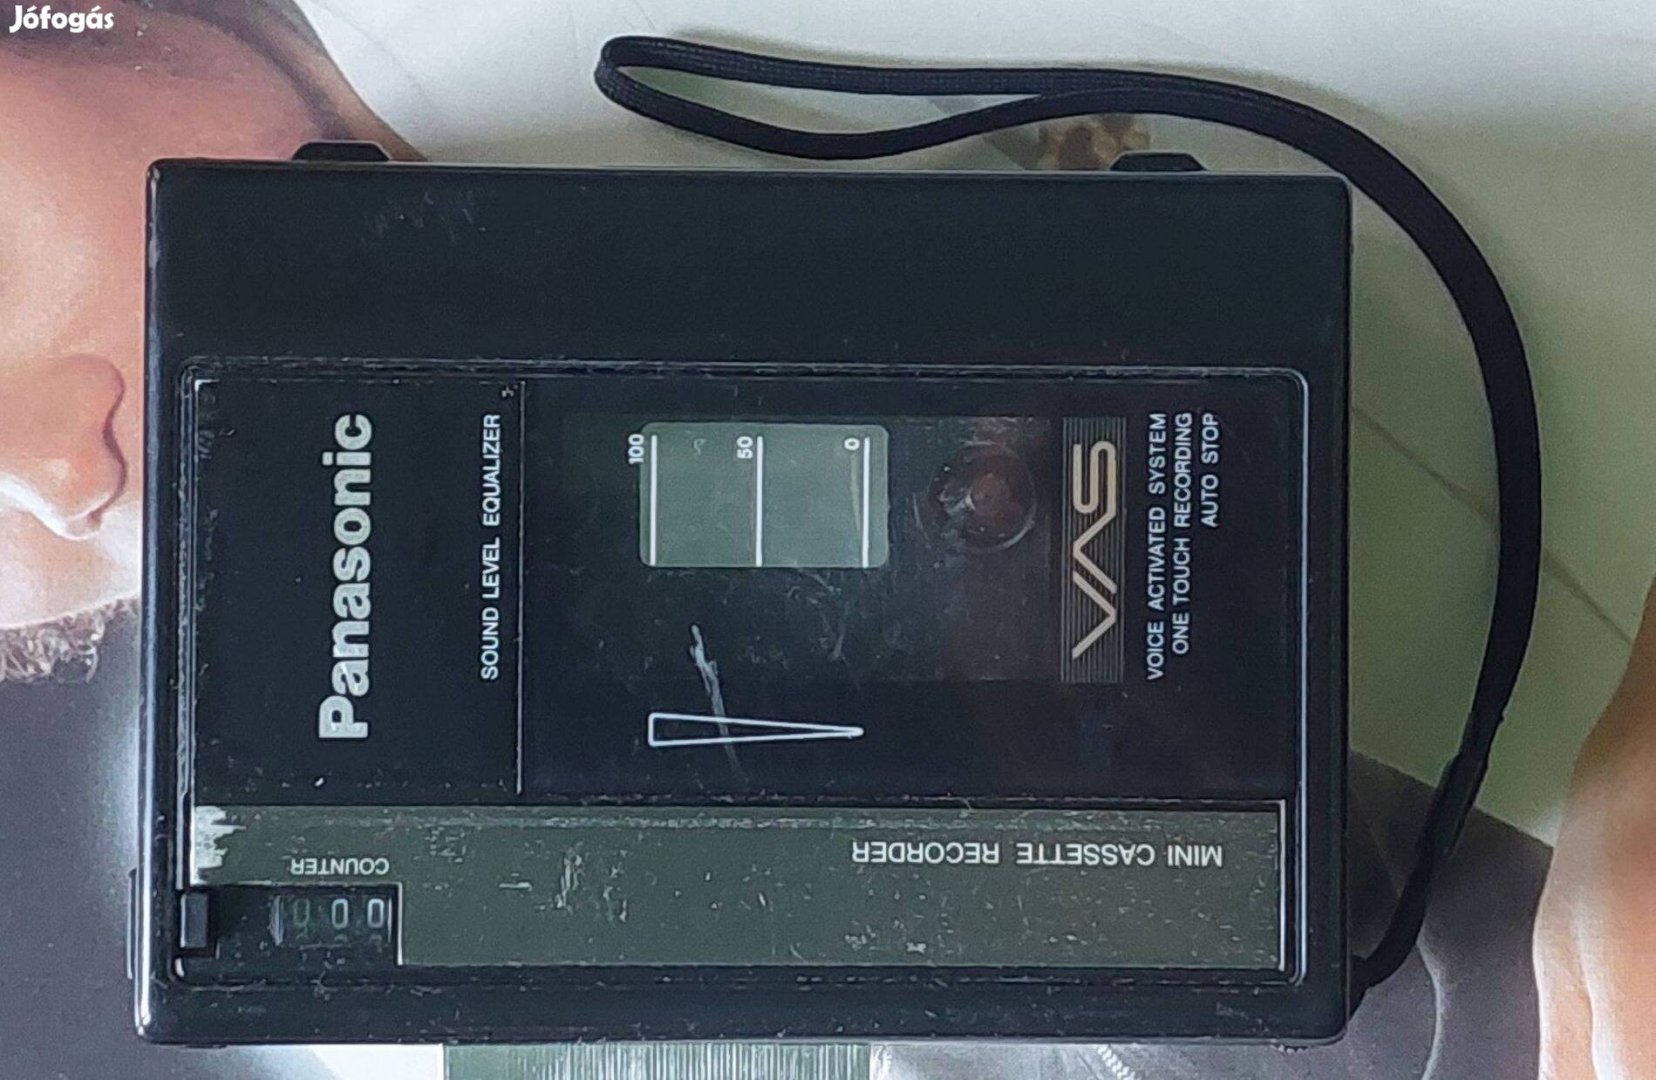 Jófogás
Panasonic
SOUND LEVEL EQUALIZER
100
50
0
VAS
VOICE ACTIVATED SYSTEM
ONE TOUCH RECORDING
AUTO STOP
MINI CASSETTE RECORDER
COUNTER
000